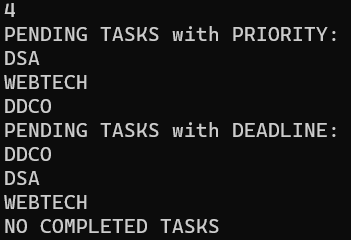 4
PENDING TASKS with PRIORITY:
DSA
WEBTECH
DDCO
PENDING TASKS with DEADLINE:
DDCO
DSA
WEBTECH
NO COMPLETED TASKS